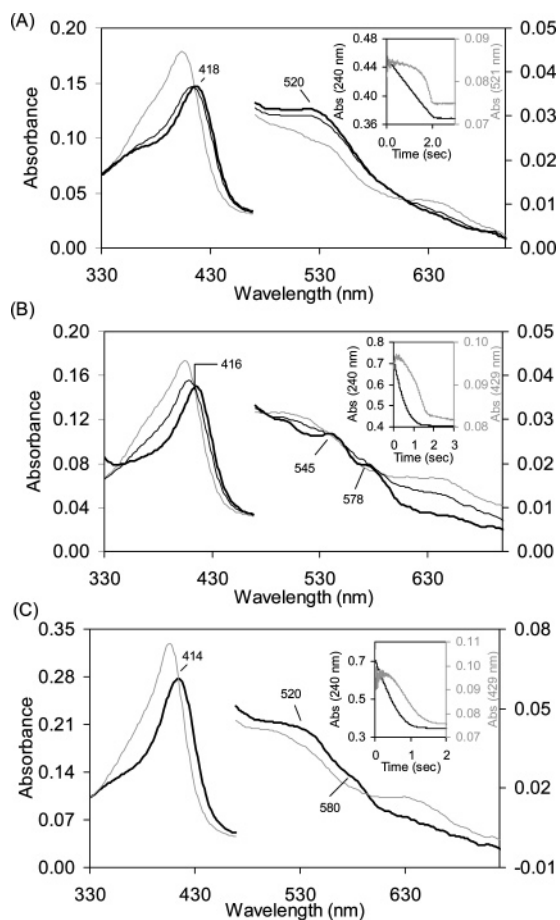 (A)
Absorbance
0.20
0.15
0.10
0.05
0.00
418
520
0.05
0.04
0.03
0.02
0.01
0.00
Abs (240 nm)
0.48
0.44
0.40
0.36
0.09
0.08
0.07
Abs (521 nm)
0.0 2.0
Time (sec)
330 430 530 630
Wavelength (nm)
(B)
Absorbance
0.20
0.16
0.12
0.08
0.04
0.00
416
545
578
0.05
0.04
0.03
0.02
0.01
0.00
Abs (240 nm)
0.8
0.7
0.6
0.5
0.4
0.10
0.09
0.08
Abs (429 nm)
0 1 2 3
Time (sec)
330 430 530 630
Wavelength (nm)
(C)
Absorbance
0.35
0.28
0.21
0.14
0.07
0.00
414
520
580
0.08
0.05
0.02
-0.01
Abs (240 nm)
0.7
0.5
0.3
0.11
0.10
0.09
0.08
0.07
Abs (429 nm)
0 1 2
Time (sec)
330 430 530 630
Wavelength (nm)